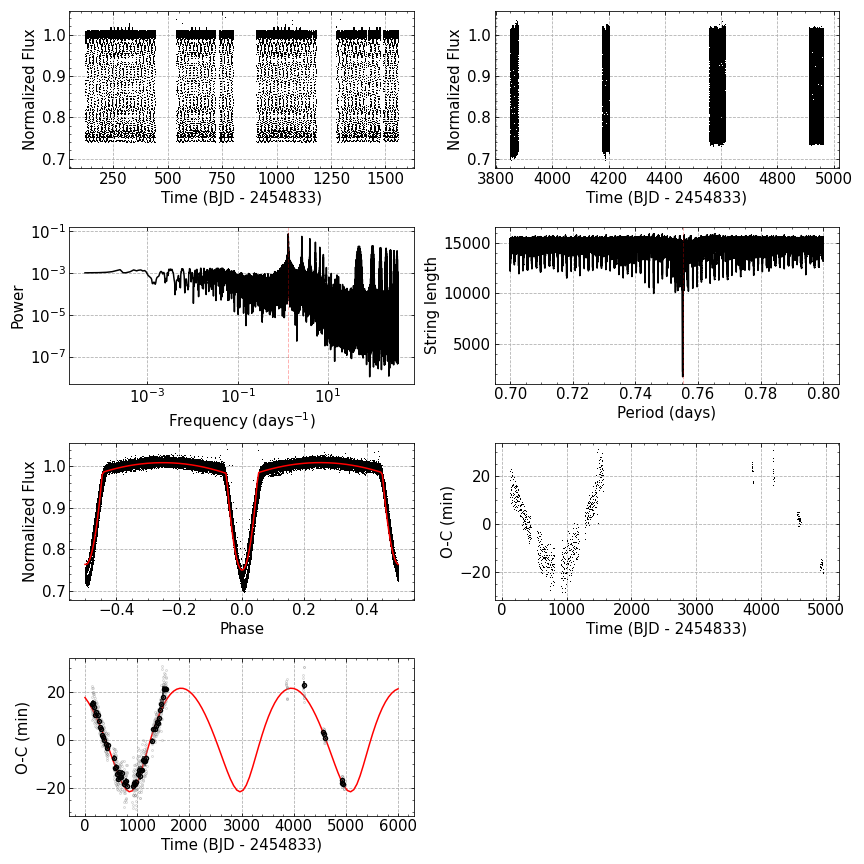 Normalized Flux
1.0
0.9
0.8
0.7
250 500 750 1000 1250 1500
Time (BJD - 2454833)
Normalized Flux
1.0
0.9
0.8
0.7
3800 4000 4200 4400 4600 4800 5000
Time (BJD - 2454833)
Power
10⁻¹
10⁻³
10⁻⁵
10⁻⁷
10⁻³ 10⁻¹ 10¹
Frequency (days⁻¹)
String length
15000
10000
5000
0.70 0.72 0.74 0.76 0.78 0.80
Period (days)
Normalized Flux
1.0
0.9
0.8
0.7
−0.4 −0.2 0.0 0.2 0.4
Phase
O-C (min)
20
0
−20
0 1000 2000 3000 4000 5000
Time (BJD - 2454833)
O-C (min)
20
0
−20
0 1000 2000 3000 4000 5000 6000
Time (BJD - 2454833)